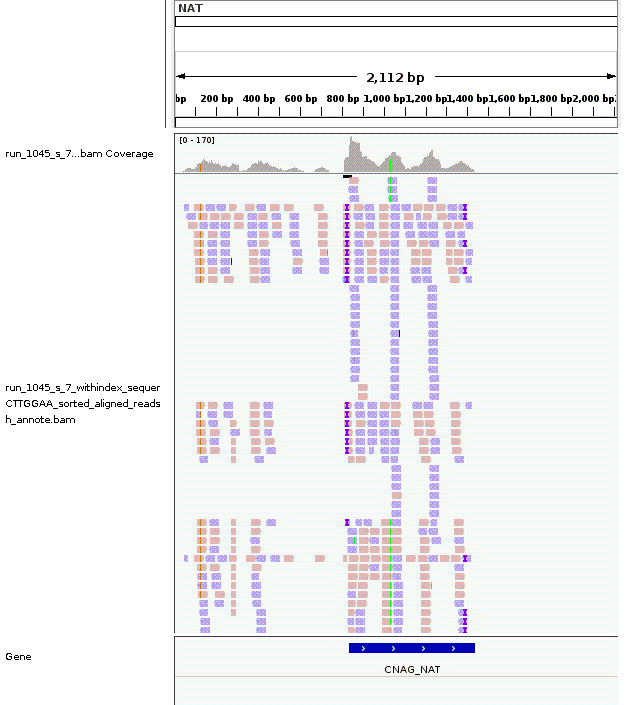 NAT
2,112 bp
bp 200 bp 400 bp 600 bp 800 bp 1,000 bp 1,200 bp 1,400 bp 1,600 bp 1,800 bp 2,000 bp
[0 - 170]
run_1045_s_7...bam Coverage
run_1045_s_7_withindex_sequer
CTTGGAA_sorted_aligned_reads
h_annote.bam
Gene
CNAG_NAT